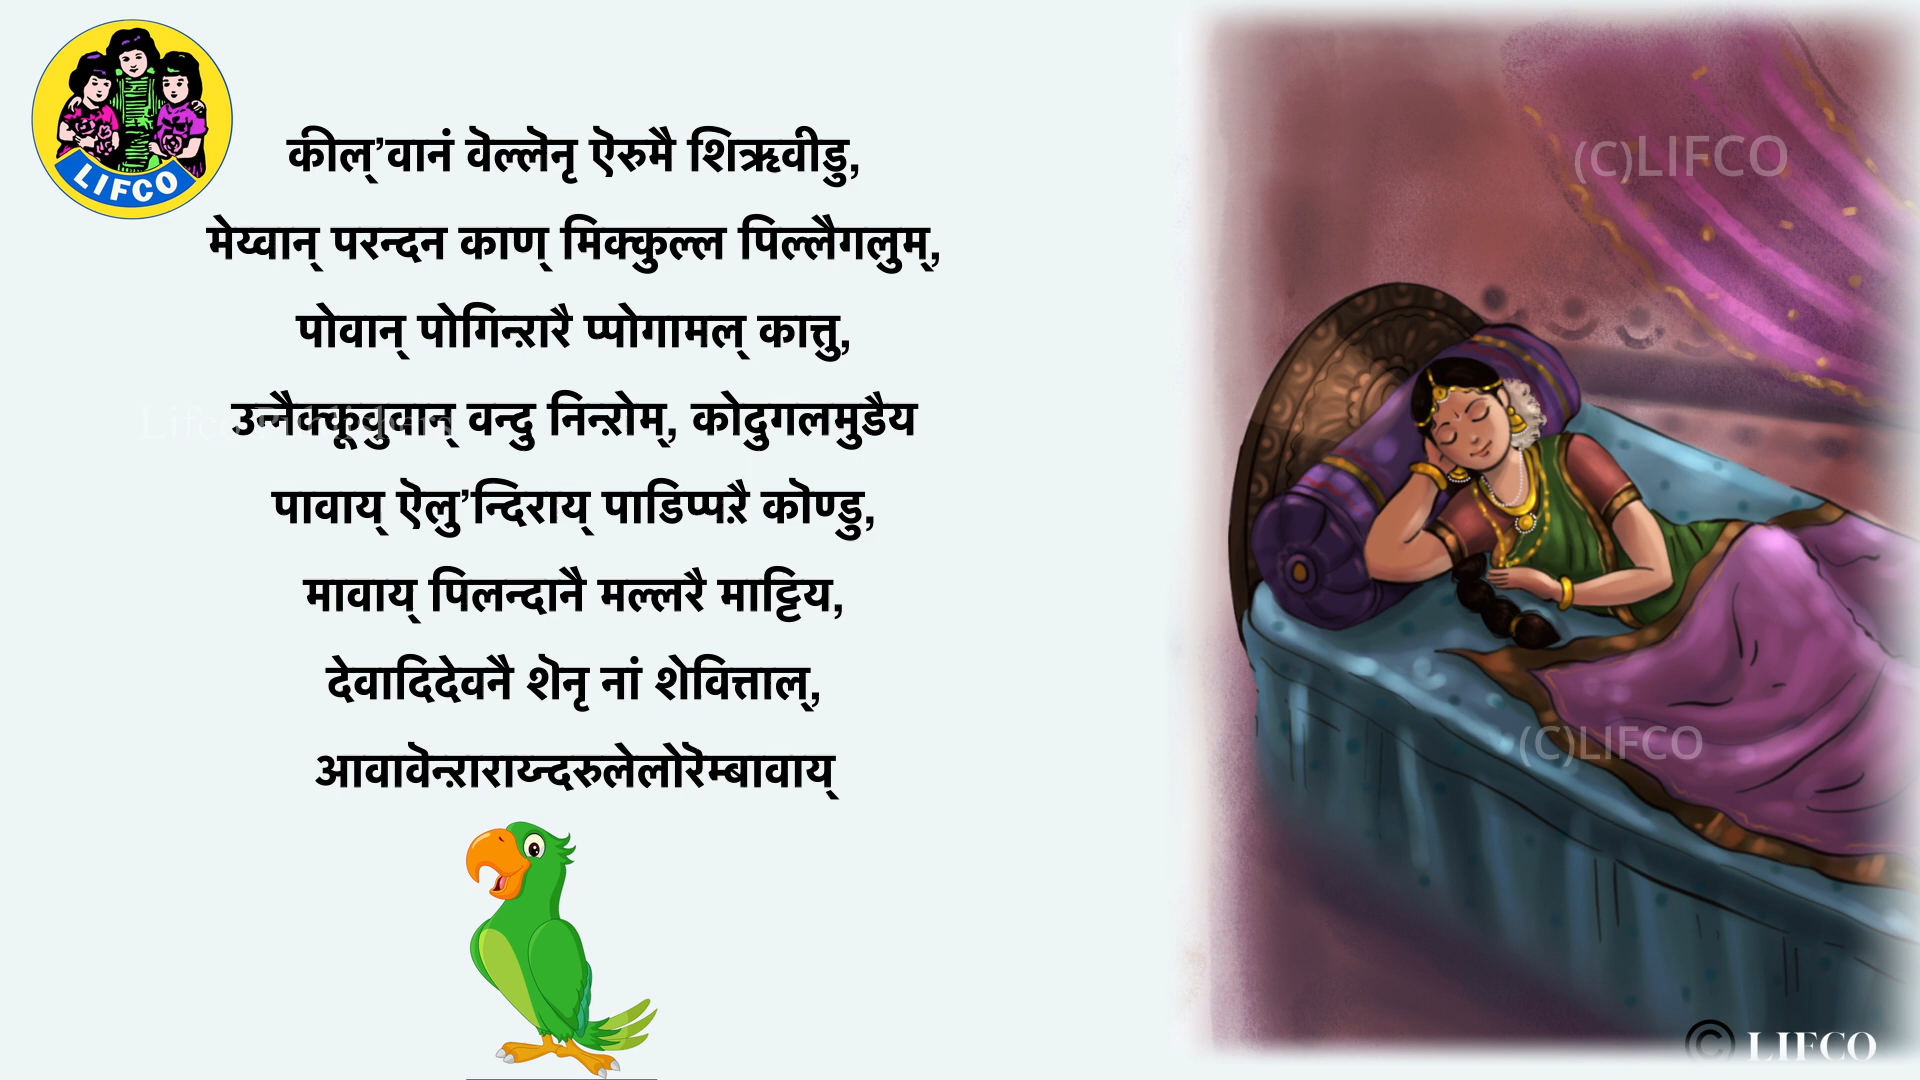 LIFCO
कील्’वानं वॆल्लॆनृ ऎरुमै शिऋवीडु,
मेय्वान् परन्दन काण् मिक्कुल्ल पिल्लैगलुम्,
पोवान् पोगिन्ऱारै प्पोगामल् कात्तु,
उन्नैक्कूवुवान् वन्दु निन्ऱोम्, कोदुगलमुडैय
पावाय् ऎलु’न्दिराय् पाडिप्पऱै कॊण्डु,
मावाय् पिलन्दानै मल्लरै माट्टिय,
देवादिदेवनै शॆनृ नां शेवित्ताल्,
आवावॆन्ऱाराय्न्दरुलेलोरॆम्बावाय्
(C)LIFCO
(C)LIFCO
© LIFCO